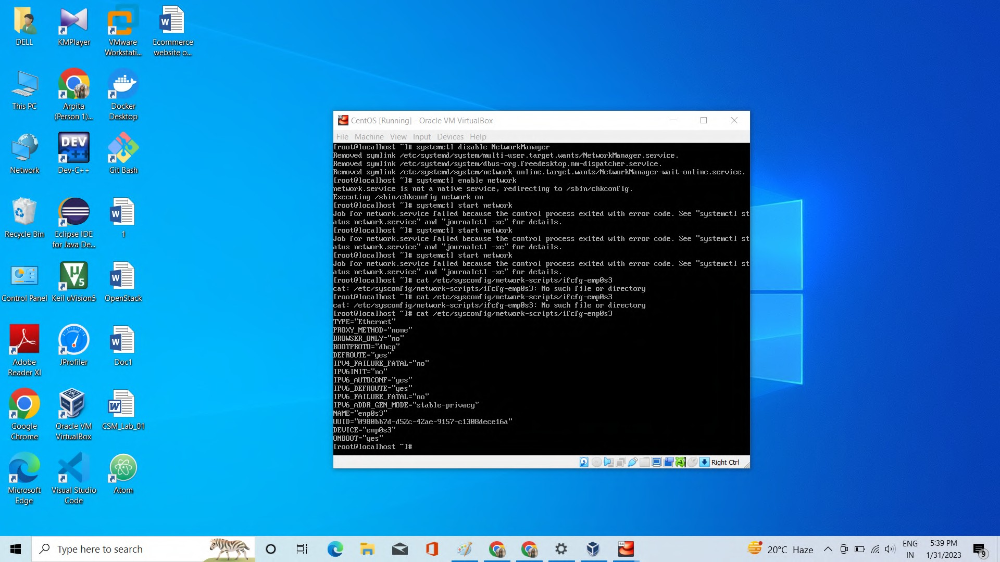 DELL
KMPlayer
VMware
Workstati...
Ecommerce
website o...
This PC
Arpita
(Person 1)...
Docker
Desktop
Network
DEV
C++
Dev-C++
Git Bash
Recycle Bin
Eclipse IDE
for Java De...
1
Control Panel
Keil uVision5
OpenStack
Adobe
Reader XI
JProfiler
Doc1
Google
Chrome
Oracle VM
VirtualBox
CSM_Lab_01
Microsoft
Edge
Visual Studio
Code
Atom
CentOS [Running] - Oracle VM VirtualBox
File Machine View Input Devices Help
[root@localhost ~]# systemctl disable NetworkManager
Removed symlink /etc/systemd/system/multi-user.target.wants/NetworkManager.service.
Removed symlink /etc/systemd/system/dbus-org.freedesktop.nm-dispatcher.service.
Removed symlink /etc/systemd/system/network-online.target.wants/NetworkManager-wait-online.service.
[root@localhost ~]# systemctl enable network
network.service is not a native service, redirecting to /sbin/chkconfig.
Executing /sbin/chkconfig network on
[root@localhost ~]# systemctl start network
Job for network.service failed because the control process exited with error code. See "systemctl st
atus network.service" and "journalctl -xe" for details.
[root@localhost ~]# systemctl start network
Job for network.service failed because the control process exited with error code. See "systemctl st
atus network.service" and "journalctl -xe" for details.
[root@localhost ~]# systemctl start network
Job for network.service failed because the control process exited with error code. See "systemctl st
atus network.service" and "journalctl -xe" for details.
[root@localhost ~]# cat /etc/sysconfig/network-scripts/ifcfg-emp0s3
cat: /etc/sysconfig/network-scripts/ifcfg-emp0s3: No such file or directory
[root@localhost ~]# cat /etc/sysconfig/network-scripts/ifcfg-emp0s3
cat: /etc/sysconfig/network-scripts/ifcfg-emp0s3: No such file or directory
[root@localhost ~]# cat /etc/sysconfig/network-scripts/ifcfg-enp0s3
TYPE="Ethernet"
PROXY_METHOD="none"
BROWSER_ONLY="no"
BOOTPROTO="dhcp"
DEFROUTE="yes"
IPV4_FAILURE_FATAL="no"
IPV6INIT="no"
IPV6_AUTOCONF="yes"
IPV6_DEFROUTE="yes"
IPV6_FAILURE_FATAL="no"
IPV6_ADDR_GEN_MODE="stable-privacy"
NAME="enp0s3"
UUID="0980bb7d-d52c-42ae-9157-c1308dece16a"
DEVICE="enp0s3"
ONBOOT="yes"
[root@localhost ~]#
Right Ctrl
Type here to search
20°C Haze
ENG
IN
5:39 PM
1/31/2023
9